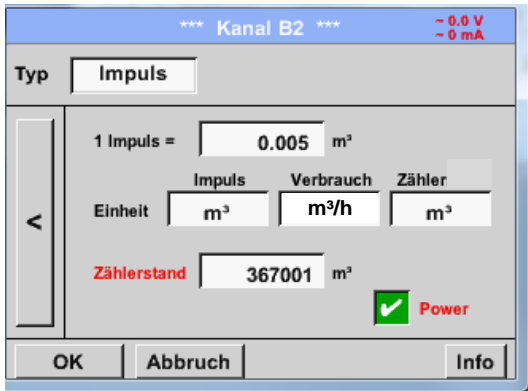 *** Kanal B2 ***
~ 0.0 V
~ 0 mA
Typ Impuls
1 Impuls = 0.005 m³
Impuls Verbrauch Zähler
Einheit m³ m³/h m³
<
Zählerstand 367001 m³
Power
OK Abbruch Info